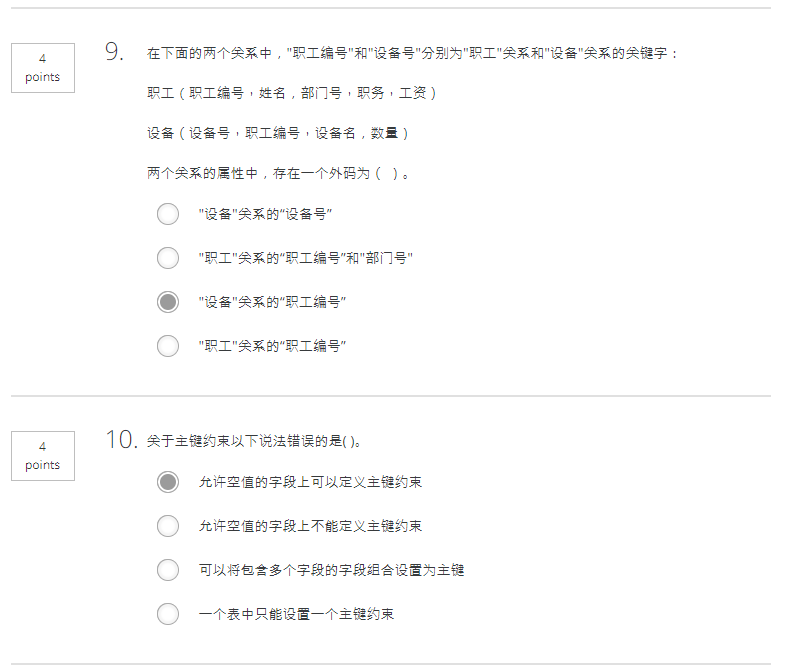 4
points
9.
在下面的两个关系中，"职工编号"和"设备号"分别为"职工"关系和"设备"关系的关键字：
职工（职工编号，姓名，部门号，职务，工资）
设备（设备号，职工编号，设备名，数量）
两个关系的属性中，存在一个外码为（ ）。
"设备"关系的“设备号”
"职工"关系的“职工编号”和"部门号"
"设备"关系的“职工编号”
"职工"关系的“职工编号”
4
points
10.
关于主键约束以下说法错误的是( )。
允许空值的字段上可以定义主键约束
允许空值的字段上不能定义主键约束
可以将包含多个字段的字段组合设置为主键
一个表中只能设置一个主键约束